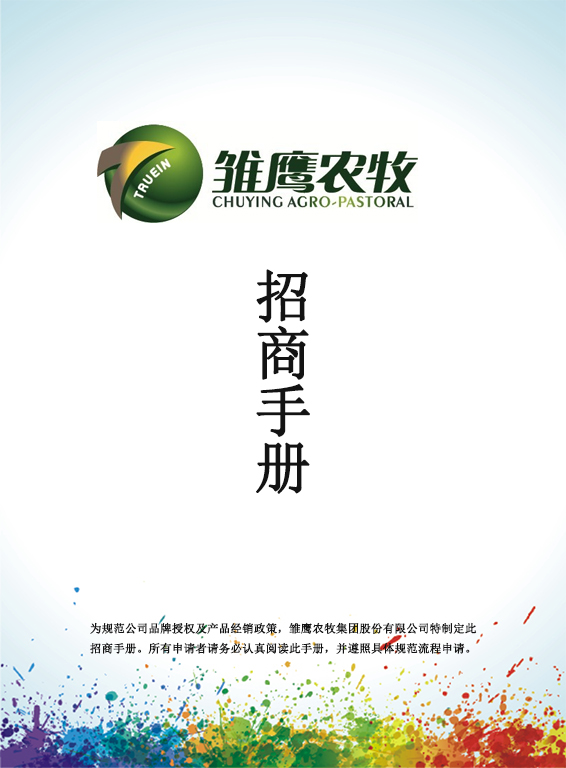 TRUEIN
雏鹰农牧
CHUYING AGRO-PASTORAL
招商手册
为规范公司品牌授权及产品经销政策，雏鹰农牧集团股份有限公司特制定此
招商手册。所有申请者请务必认真阅读此手册，并遵照具体规范流程申请。